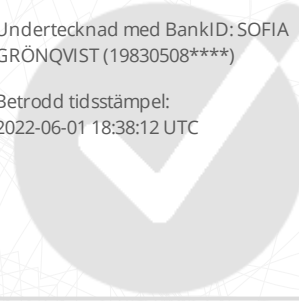 Undertecknad med BankID: SOFIA
GRÖNQVIST (19830508****)
Betrodd tidsstämpel:
2022-06-01 18:38:12 UTC